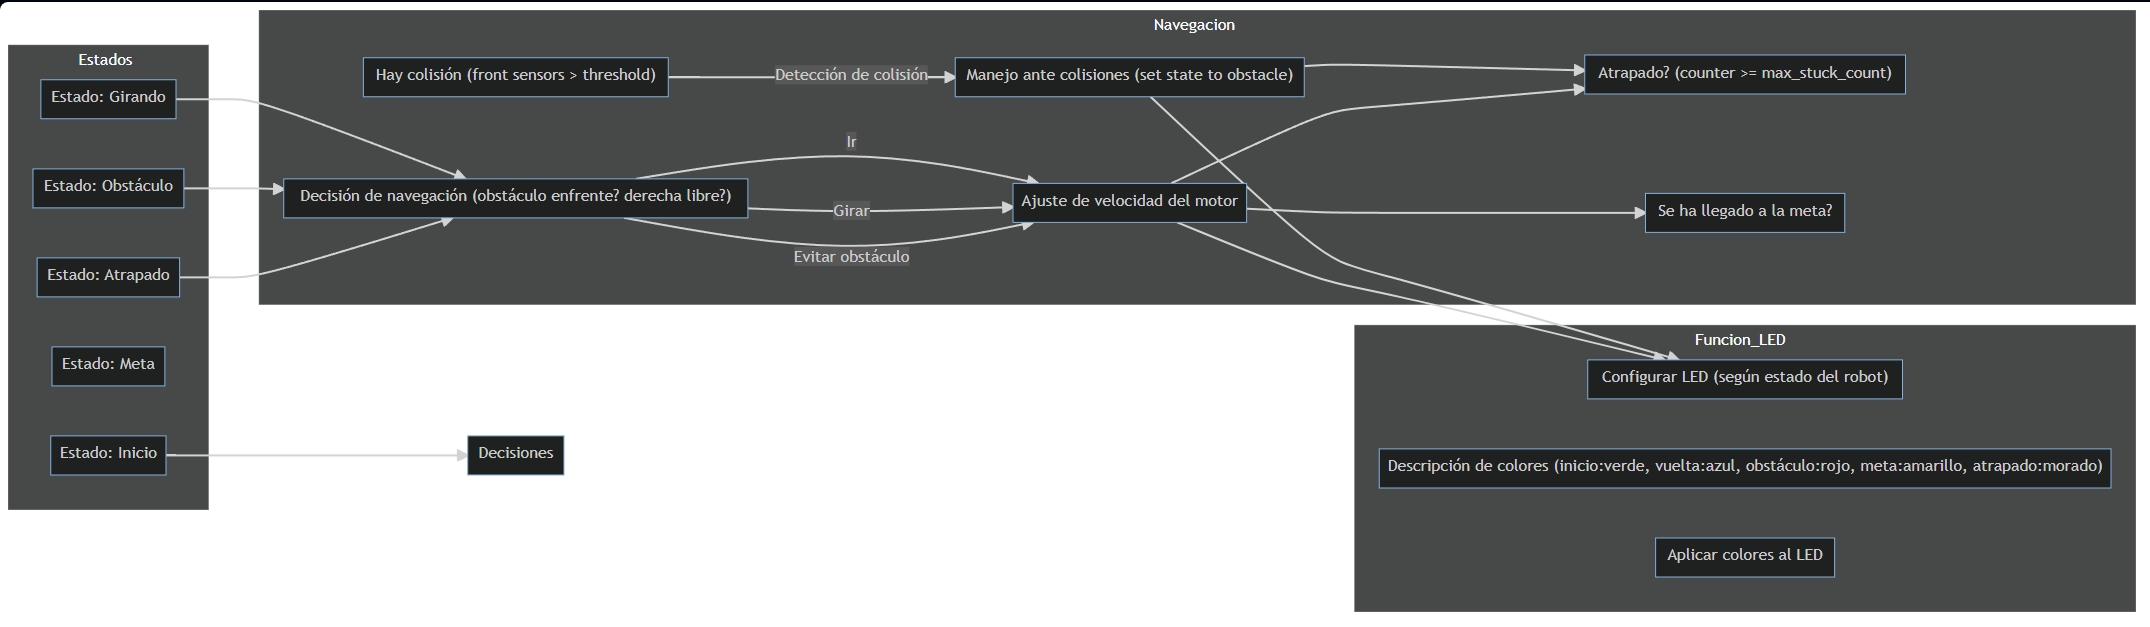 Estados
Estado: Girando
Estado: Obstáculo
Estado: Atrapado
Estado: Meta
Estado: Inicio
Navegacion
Hay colisión (front sensors > threshold)
Detección de colisión
Manejo ante colisiones (set state to obstacle)
Atrapado? (counter >= max_stuck_count)
Decisión de navegación (obstáculo enfrente? derecha libre?)
Ir
Girar
Evitar obstáculo
Ajuste de velocidad del motor
Se ha llegado a la meta?
Decisiones
Funcion_LED
Configurar LED (según estado del robot)
Descripción de colores (inicio:verde, vuelta:azul, obstáculo:rojo, meta:amarillo, atrapado:morado)
Aplicar colores al LED